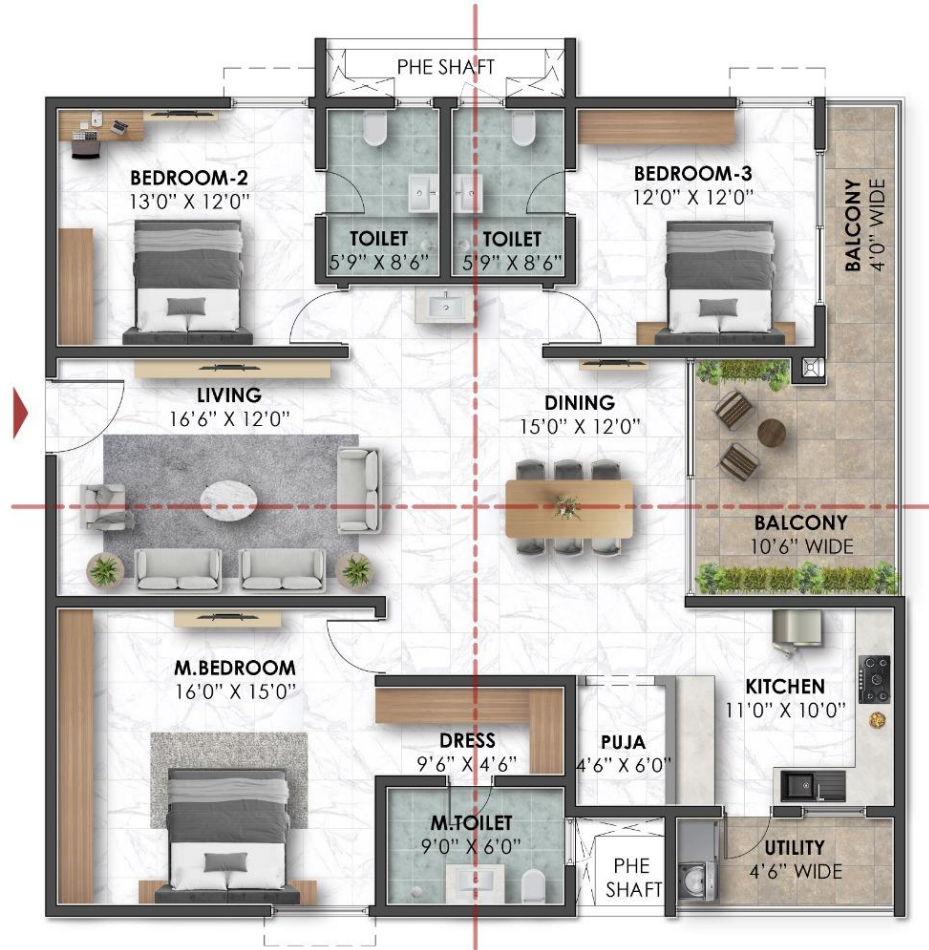 PHE SHAFT
BEDROOM-2
13'0" X 12'0"
TOILET
5'9" X 8'6"
TOILET
5'9" X 8'6"
BEDROOM-3
12'0" X 12'0"
BALCONY
4'0" WIDE
LIVING
16'6" X 12'0"
DINING
15'0" X 12'0"
BALCONY
10'6" WIDE
M.BEDROOM
16'0" X 15'0"
DRESS
9'6" X 4'6"
PUJA
4'6" X 6'0"
KITCHEN
11'0" X 10'0"
M.TOILET
9'0" X 6'0"
PHE
SHAFT
UTILITY
4'6" WIDE